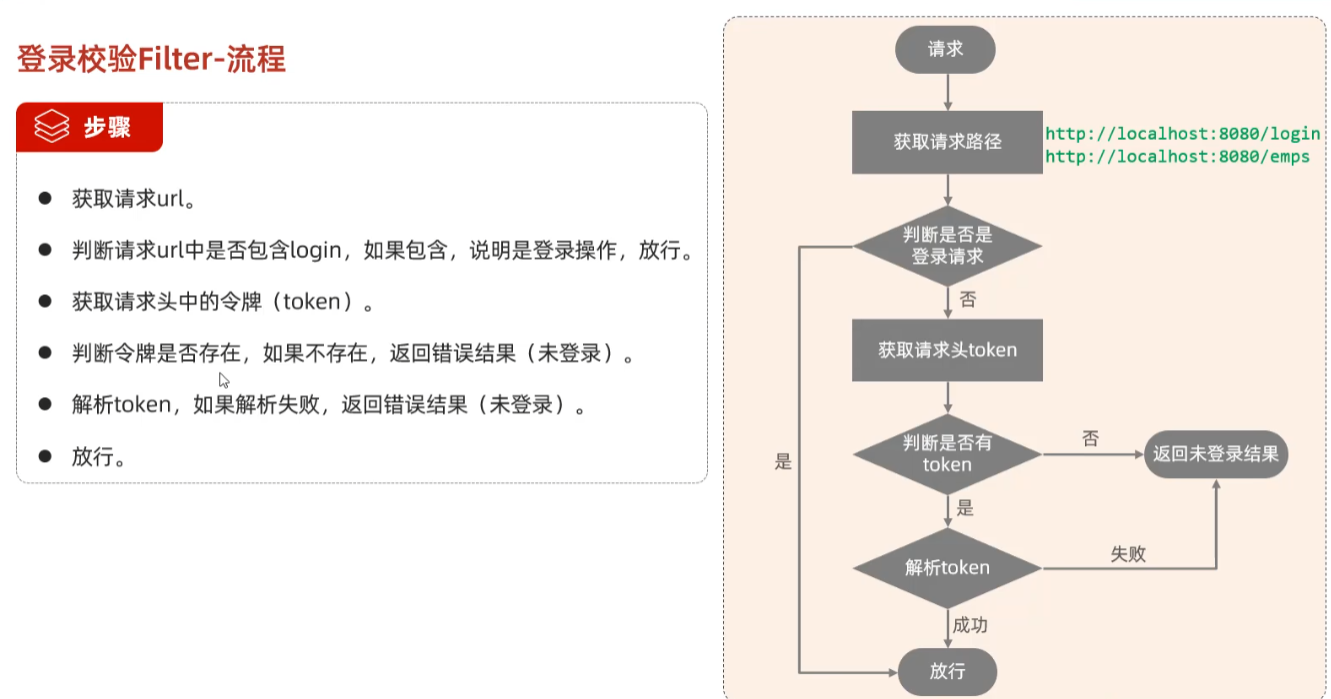 登录校验Filter-流程
步骤
获取请求url。
判断请求url中是否包含login，如果包含，说明是登录操作，放行。
获取请求头中的令牌（token）。
判断令牌是否存在，如果不存在，返回错误结果（未登录）。
解析token，如果解析失败，返回错误结果（未登录）。
放行。
请求
获取请求路径
http://localhost:8080/login
http://localhost:8080/emps
判断是否是
登录请求
否
获取请求头token
判断是否有
token
否
返回未登录结果
是
是
解析token
失败
成功
放行